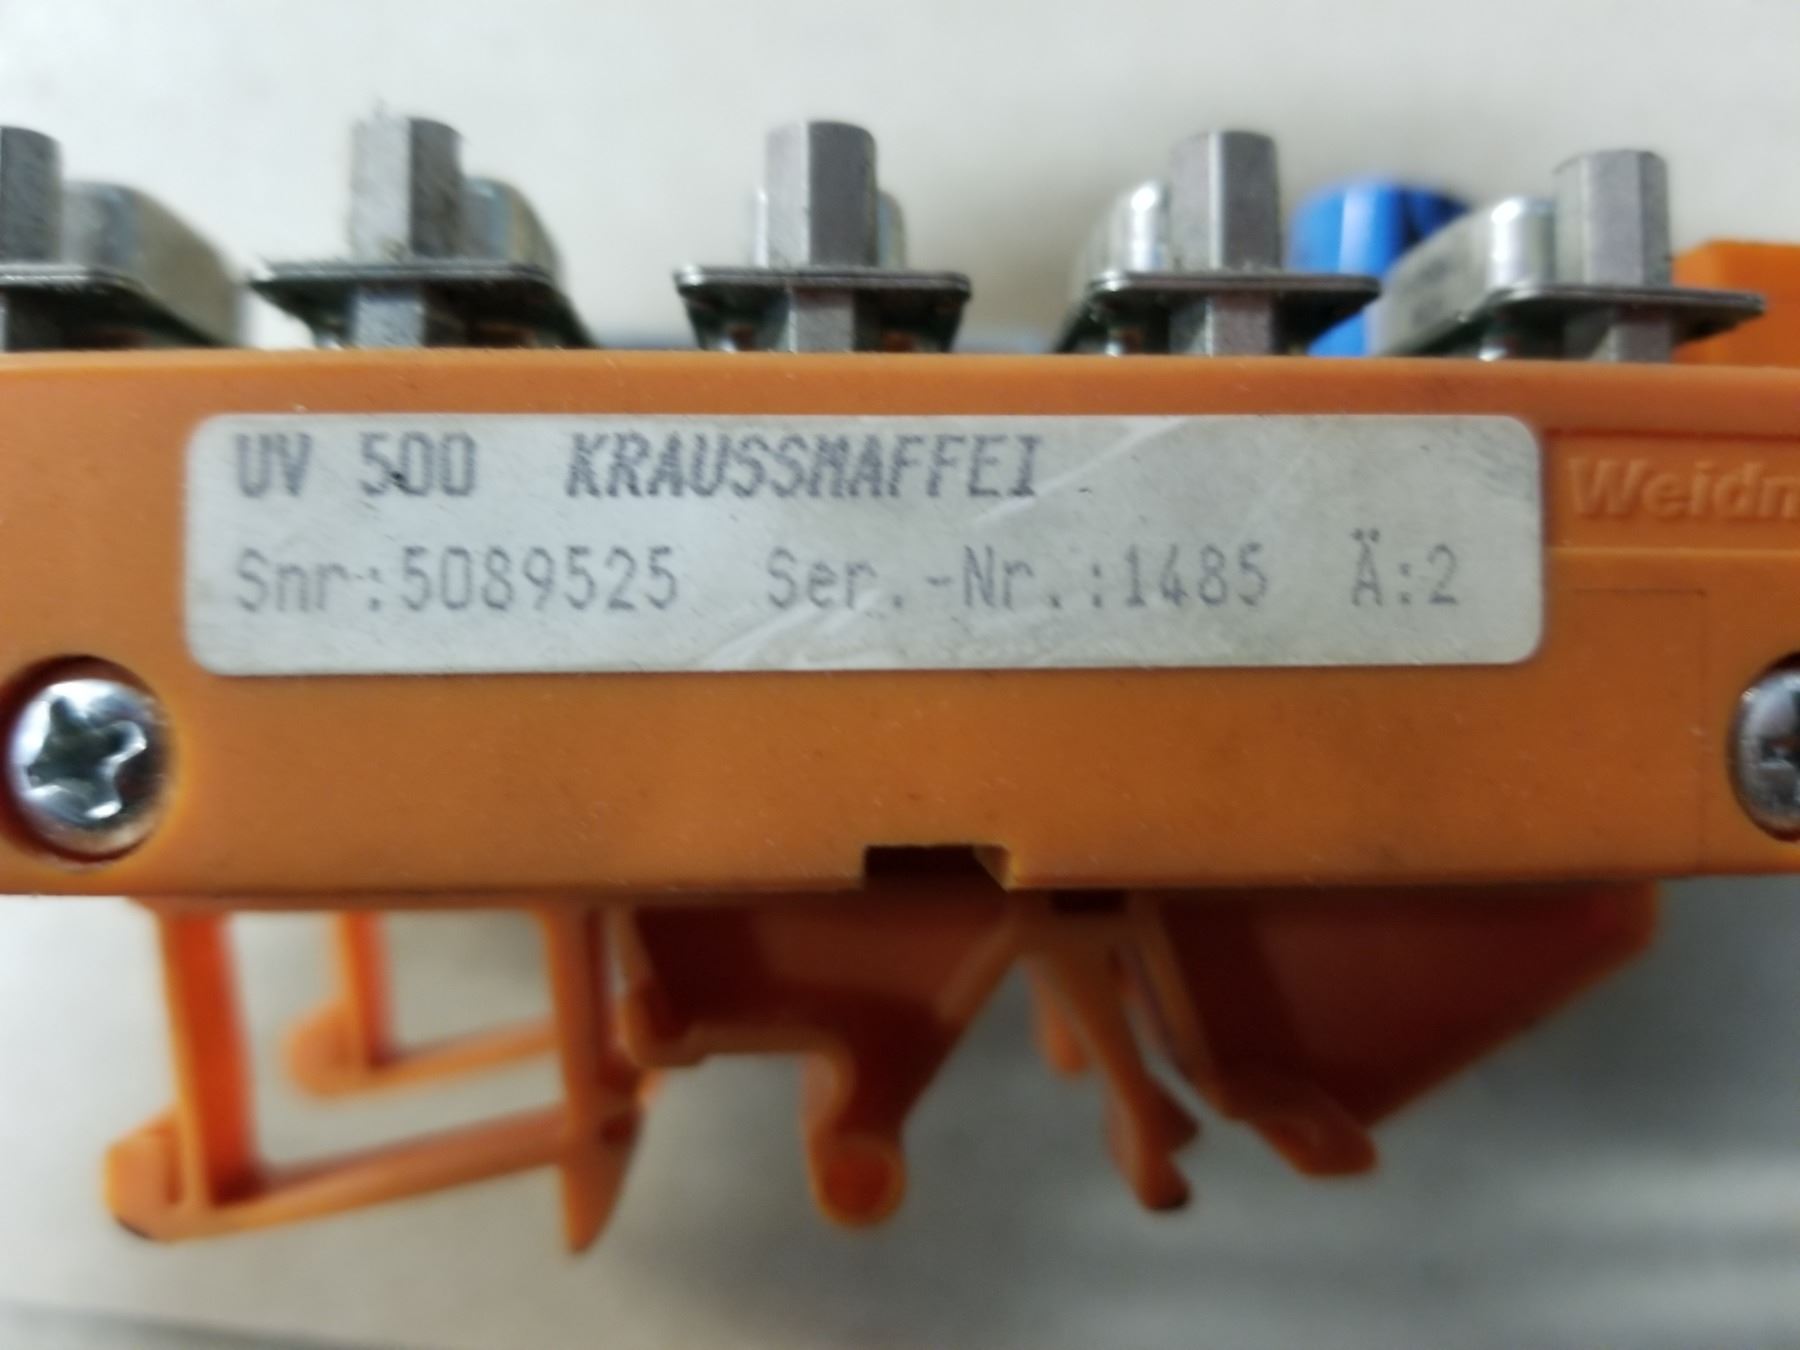 UV 500 KRAUSSMAFFEI
Snr:5089525 Ser.-Nr.:1485 Ä:2
Weidm